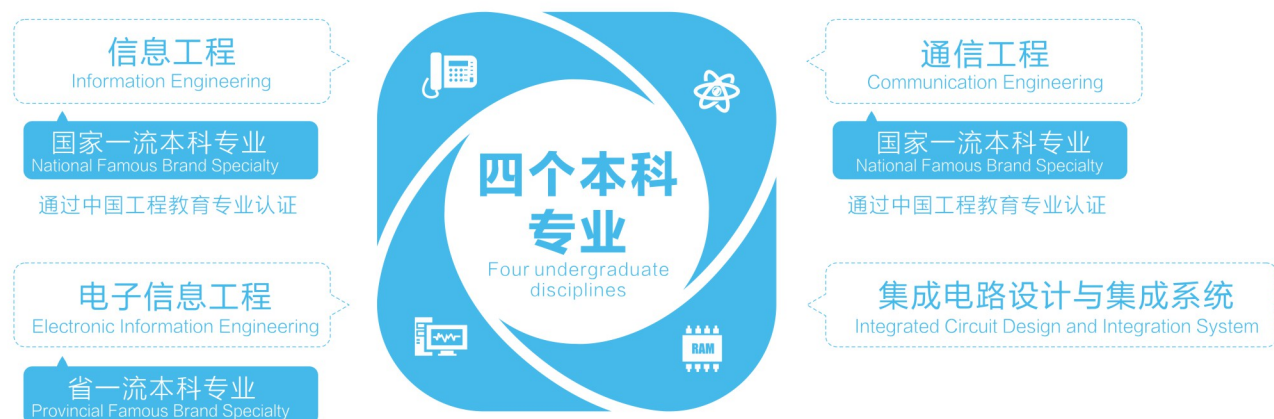 信息工程
Information Engineering
国家一流本科专业
National Famous Brand Specialty
通过中国工程教育专业认证
电子信息工程
Electronic Information Engineering
省一流本科专业
Provincial Famous Brand Specialty
四个本科
专业
Four undergraduate
disciplines
RAM
通信工程
Communication Engineering
国家一流本科专业
National Famous Brand Specialty
通过中国工程教育专业认证
集成电路设计与集成系统
Integrated Circuit Design and Integration System